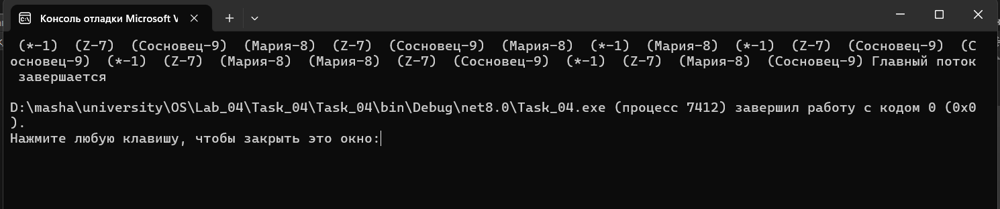 Консоль отладки Microsoft V
(*-1) (Z-7) (Сосновец-9) (Мария-8) (Z-7) (Сосновец-9) (Мария-8) (*-1) (Мария-8) (*-1) (Z-7) (Сосновец-9) (С
основец-9) (*-1) (Z-7) (Мария-8) (Мария-8) (Z-7) (Сосновец-9) (*-1) (Z-7) (Мария-8) (Сосновец-9) Главный поток
завершается
D:\masha\university\OS\Lab_04\Task_04\Task_04\bin\Debug\net8.0\Task_04.exe (процесс 7412) завершил работу с кодом 0 (0x0
).
Нажмите любую клавишу, чтобы закрыть это окно: